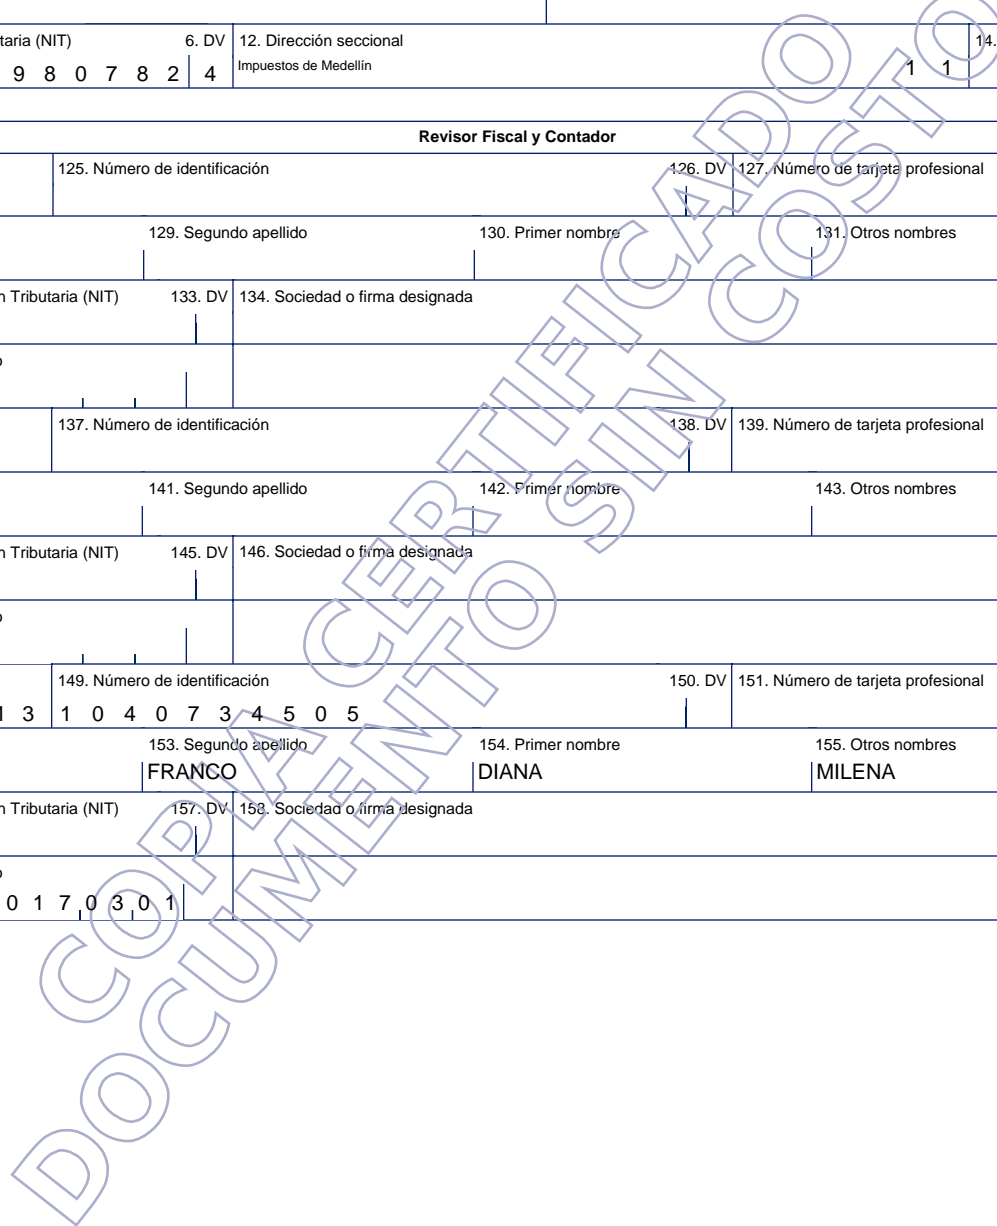 taria (NIT) 6. DV 12. Dirección seccional 14.
9 8 0 7 8 2 4 Impuestos de Medellín 1 1
Revisor Fiscal y Contador
125. Número de identificación 126. DV 127. Número de tarjeta profesional
129. Segundo apellido 130. Primer nombre 131. Otros nombres
n Tributaria (NIT) 133. DV 134. Sociedad o firma designada
o
137. Número de identificación 138. DV 139. Número de tarjeta profesional
141. Segundo apellido 142. Primer nombre 143. Otros nombres
n Tributaria (NIT) 145. DV 146. Sociedad o firma designada
o
149. Número de identificación 150. DV 151. Número de tarjeta profesional
1 3 1 0 4 0 7 3 4 5 0 5
153. Segundo apellido 154. Primer nombre 155. Otros nombres
FRANCO DIANA MILENA
n Tributaria (NIT) 157. DV 158. Sociedad o firma designada
o
0 1 7 0 3 0 1
COPIA CERTIFICADO
DOCUMENTO SIN COSTO